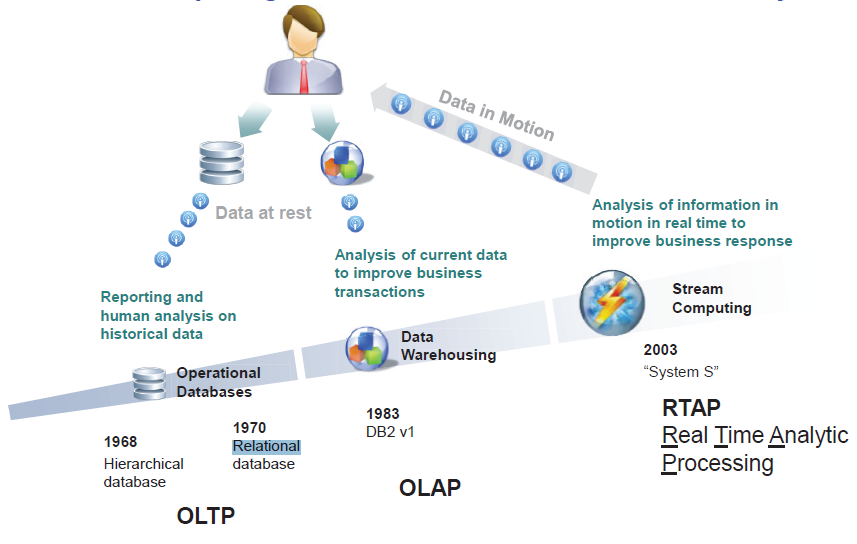 Data in Motion
Data at rest
Analysis of information in
motion in real time to
improve business response
Analysis of current data
to improve business
transactions
Reporting and
human analysis on
historical data
Stream
Computing
Data
Warehousing
Operational
Databases
2003
“System S”
1983
DB2 v1
1970
Relational
database
1968
Hierarchical
database
RTAP
Real Time Analytic
Processing
OLAP
OLTP